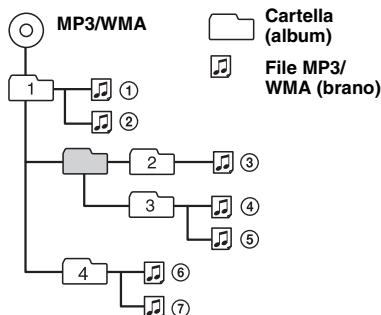 MP3/WMA
Cartella
(album)
File MP3/
WMA (brano)
1
①
②
2
③
3
④
⑤
4
⑥
⑦